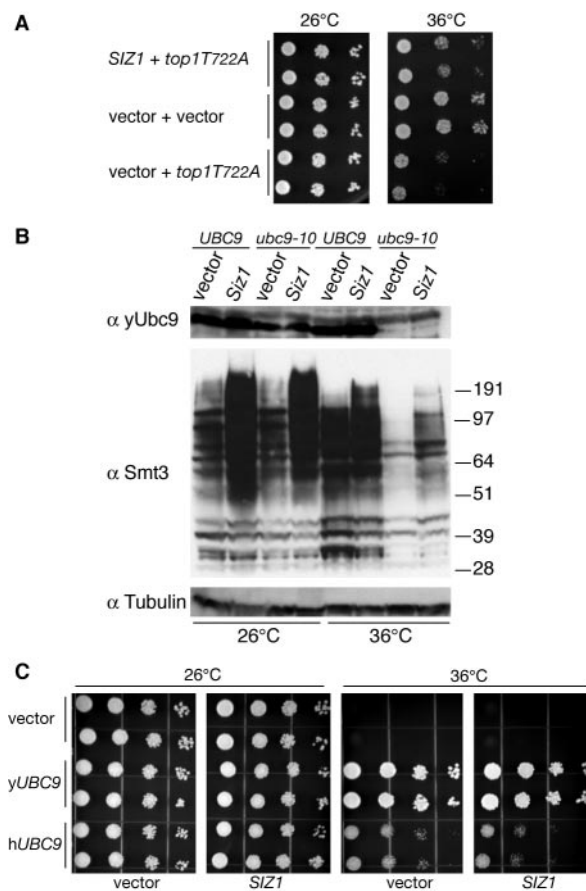 A
26°C 36°C
SIZ1 + top1T722A
vector + vector
vector + top1T722A
B
UBC9 ubc9-10 UBC9 ubc9-10
vector Siz1 vector Siz1 vector Siz1 vector Siz1
α yUbc9
α Smt3
191
97
64
51
39
28
α Tubulin
26°C 36°C
C
26°C 36°C
vector
yUBC9
hUBC9
vector SIZ1 vector SIZ1